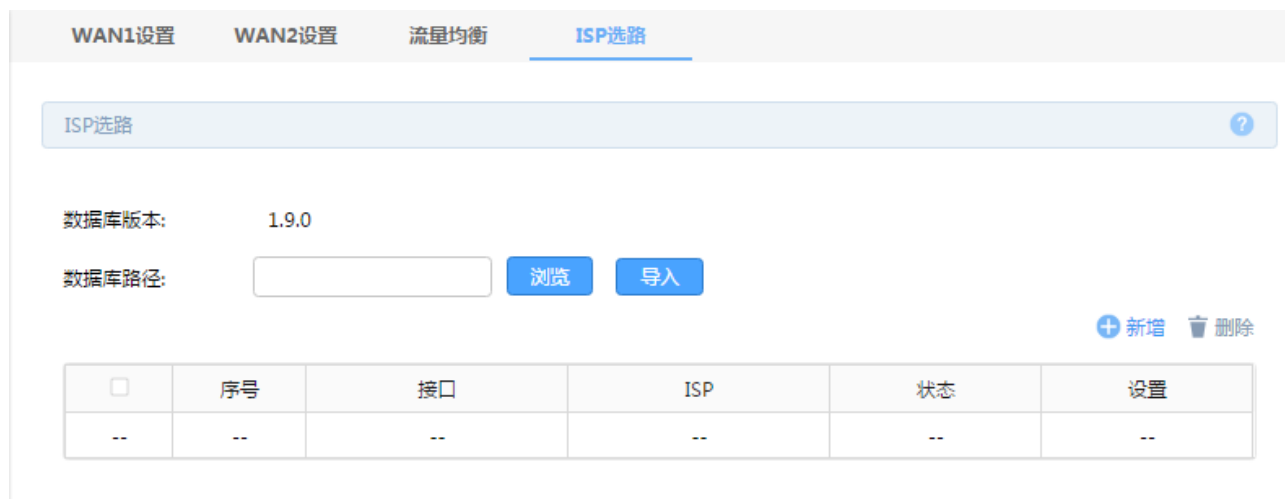 WAN1设置 WAN2设置 流量均衡 ISP选路
ISP选路 ?
数据库版本: 1.9.0
数据库路径: 浏览 导入
新增 删除
序号 接口 ISP 状态 设置
-- -- -- -- -- --